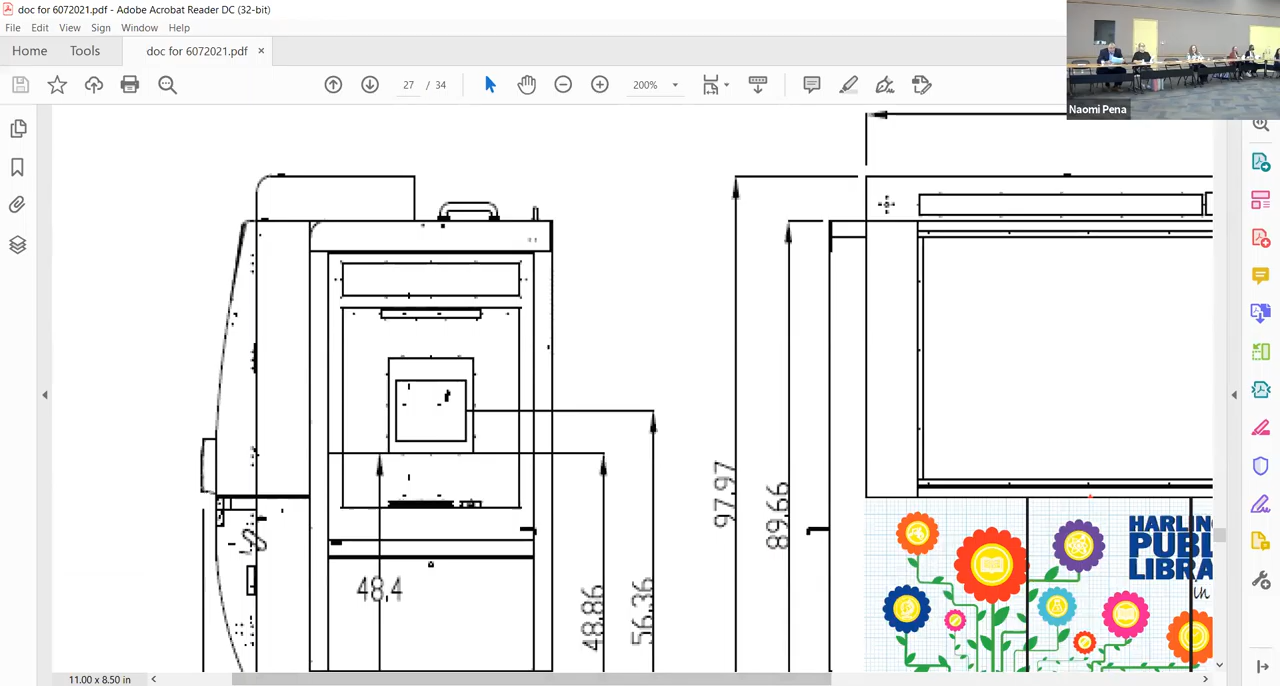 doc for 6072021.pdf - Adobe Acrobat Reader DC (32-bit)
File Edit View Sign Window Help
Home Tools doc for 6072021.pdf ×
27 / 34 200%
Naomi Pena
97.97
89.66
48.4
48.86
56.36
HARLIN
PUBL
LIBRA
in
11.00 x 8.50 in